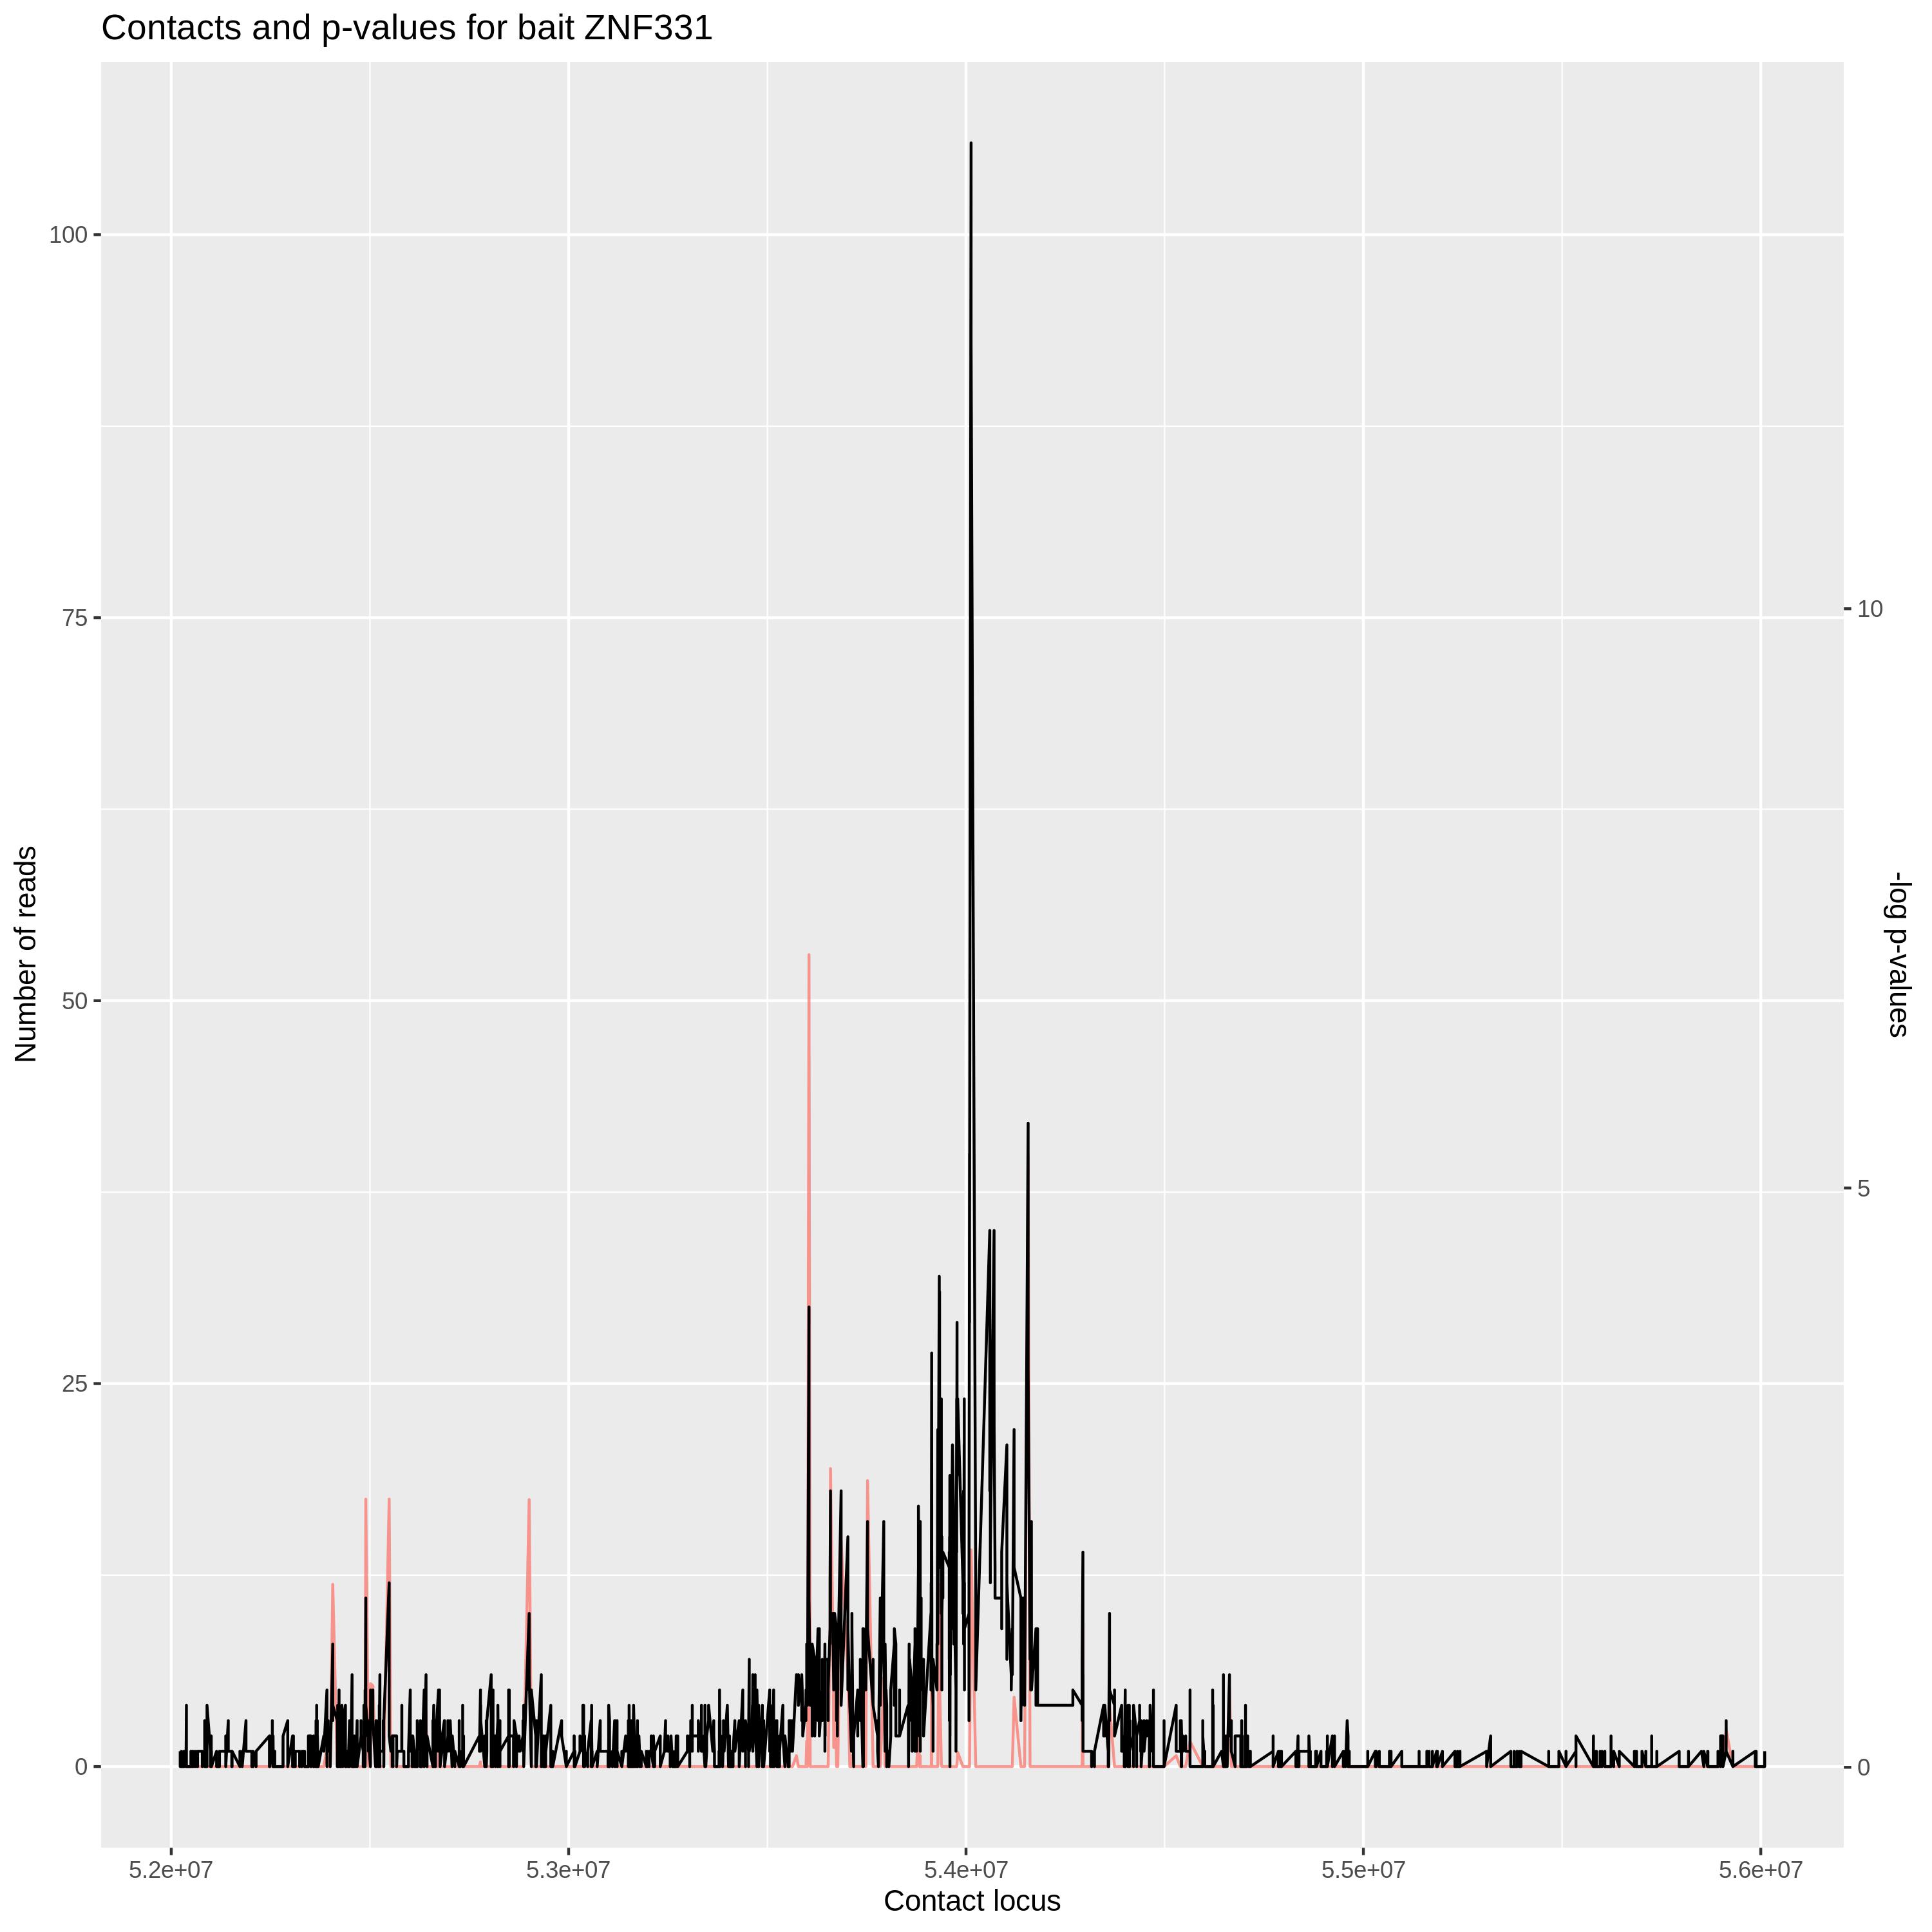 Contacts and p-values for bait ZNF331
100
75
50
25
0
Number of reads
10
5
0
-log p-values
5.2e+07
5.3e+07
5.4e+07
5.5e+07
5.6e+07
Contact locus